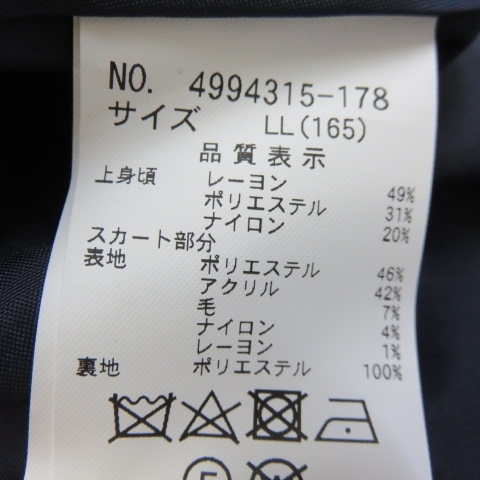 NO. 4994315-178
サイズ LL(165)
品質表示
上身頃 レーヨン 49%
ポリエステル 31%
ナイロン 20%
スカート部分
表地 ポリエステル 46%
アクリル 42%
毛 7%
ナイロン 4%
レーヨン 1%
裏地 ポリエステル 100%